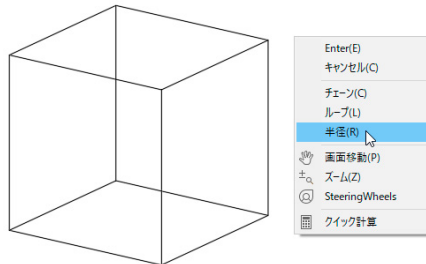 Enter(E)
キャンセル(C)
チェーン(C)
ループ(L)
半径(R)
画面移動(P)
ズーム(Z)
SteeringWheels
クイック計算